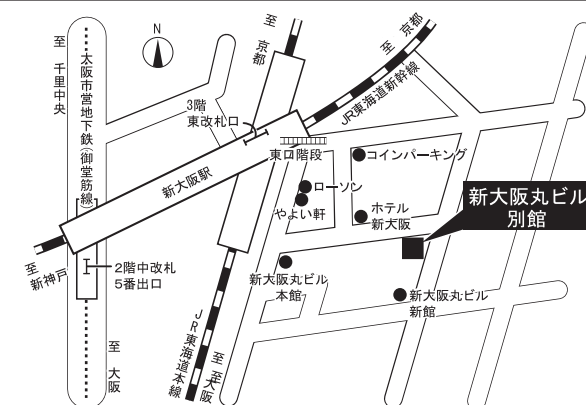 N
至 京都
至 京都
至 千里中央
大阪市営地下鉄(御堂筋線)
3階
東改札口
JR東海道新幹線
東口階段
コインパーキング
新大阪駅
ローソン
やよい軒
ホテル
新大阪
新大阪丸ビル
別館
至 新神戸
2階中改札
5番出口
新大阪丸ビル
本館
新大阪丸ビル
新館
JR東海道本線
至 大阪
至 大阪